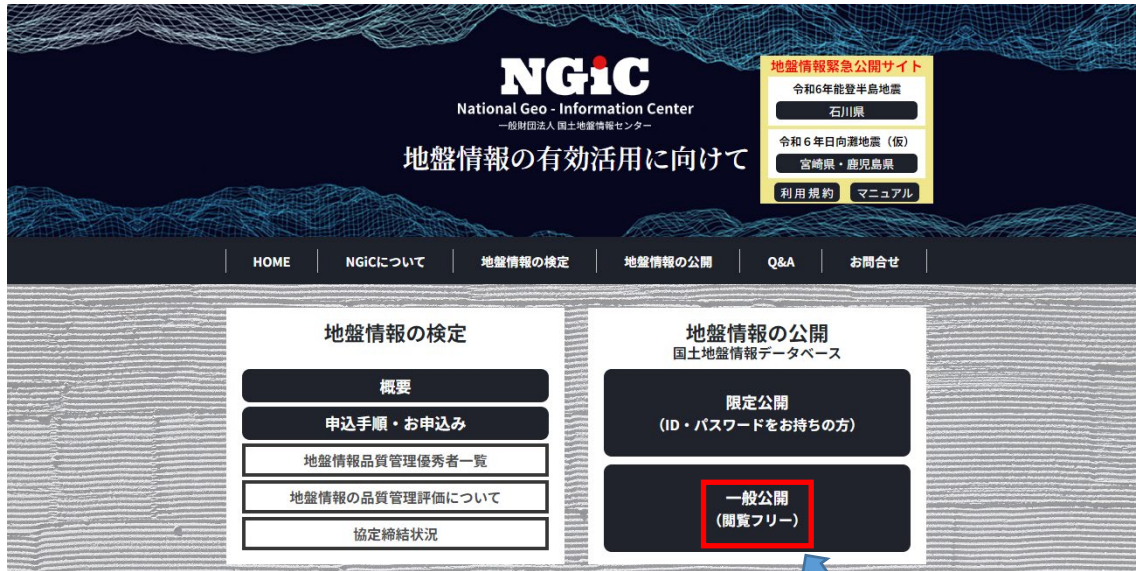 NGiC
National Geo - Information Center
一般財団法人 国土地盤情報センター
地盤情報の有効活用に向けて
地盤情報緊急公開サイト
令和6年能登半島地震
石川県
令和６年日向灘地震（仮）
宮崎県・鹿児島県
利用規約 マニュアル
HOME NGiCについて 地盤情報の検定 地盤情報の公開 Q&A お問合せ
地盤情報の検定
概要
申込手順・お申込み
地盤情報品質管理優秀者一覧
地盤情報の品質管理評価について
協定締結状況
地盤情報の公開
国土地盤情報データベース
限定公開
（ID・パスワードをお持ちの方）
一般公開
（閲覧フリー）